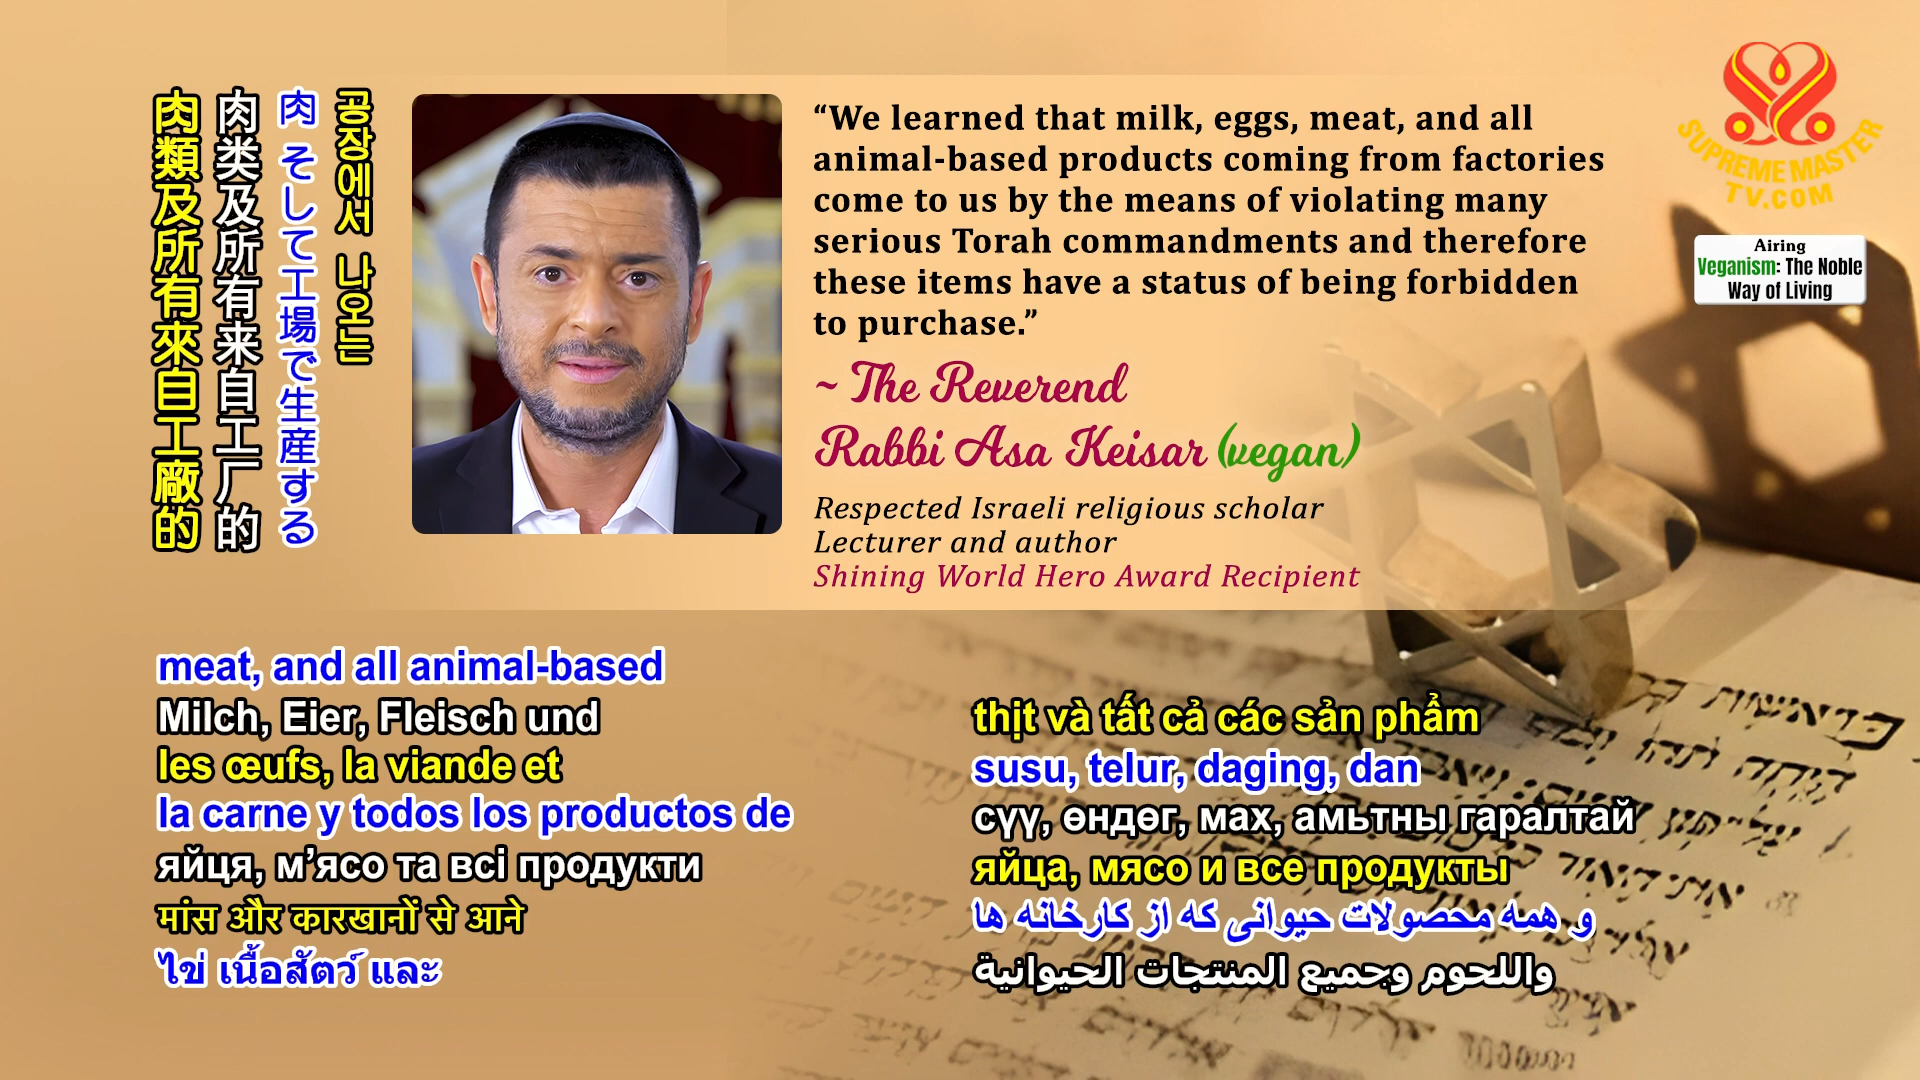 肉類及所有來自工廠的
肉类及所有来自工厂的
肉 そして工場で生産する
공장에서 나오는
“We learned that milk, eggs, meat, and all
animal-based products coming from factories
come to us by the means of violating many
serious Torah commandments and therefore
these items have a status of being forbidden
to purchase.”
~ The Reverend
Rabbi Asa Keisar (vegan)
Respected Israeli religious scholar
Lecturer and author
Shining World Hero Award Recipient
SUPREME MASTER
TV.COM
Airing
Veganism: The Noble
Way of Living
meat, and all animal-based
Milch, Eier, Fleisch und
les œufs, la viande et
la carne y todos los productos de
яйця, м’ясо та всі продукти
मांस और कारखानों से आने
ไข่ เนื้อสัตว์ และ
thịt và tất cả các sản phẩm
susu, telur, daging, dan
сүү, өндөг, мах, амьтны гаралтай
яйца, мясо и все продукты
و همه محصولات حیوانی که از کارخانه ها
واللحوم وجميع المنتجات الحيوانية
בראשית